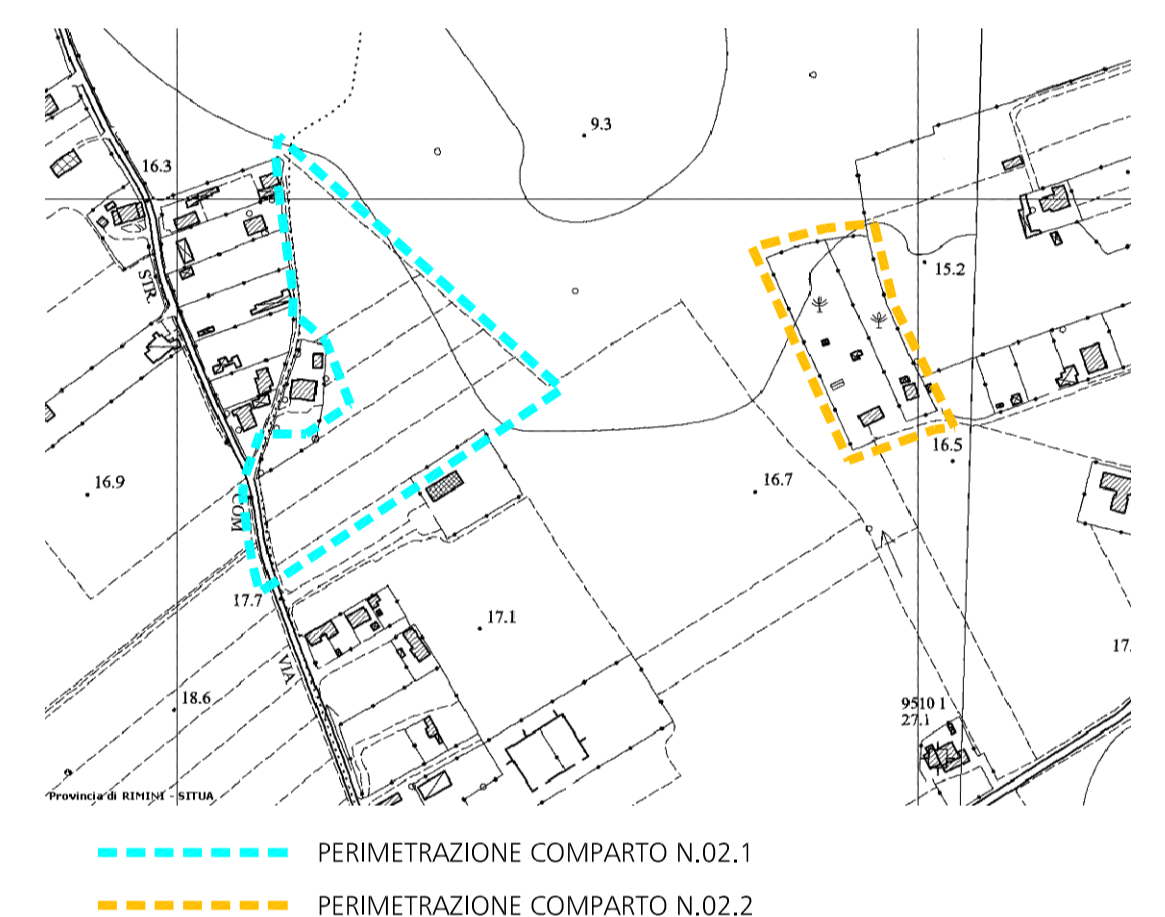 9.3
16.3
STR.
15.2
16.5
16.9
16.7
COM
17.7
17.1
17.
VIA
18.6
9510 1
27.1
Provincia di RIMINI - SITUA
PERIMETRAZIONE COMPARTO N.02.1
PERIMETRAZIONE COMPARTO N.02.2